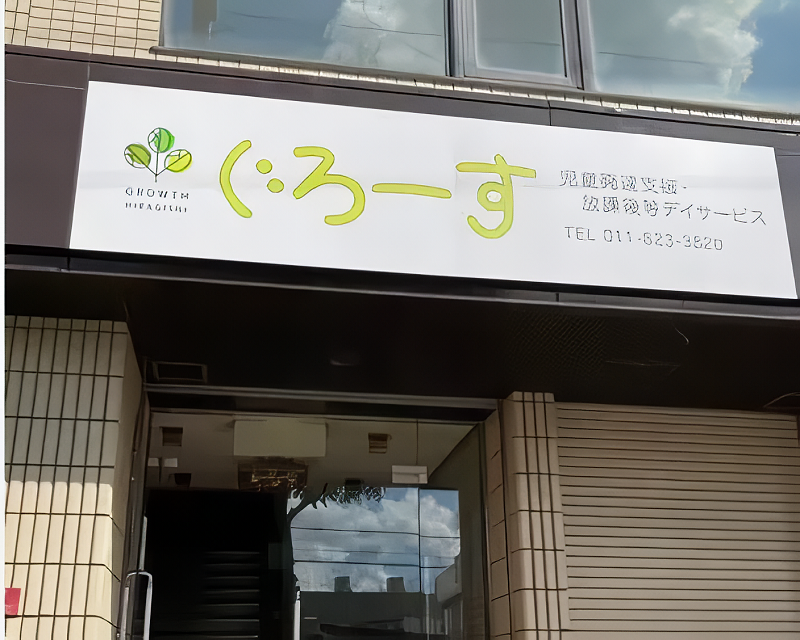 GROWTH
HIRAGISHI
ぐろーす
児童発達支援・
放課後等デイサービス
TEL 011-823-3820